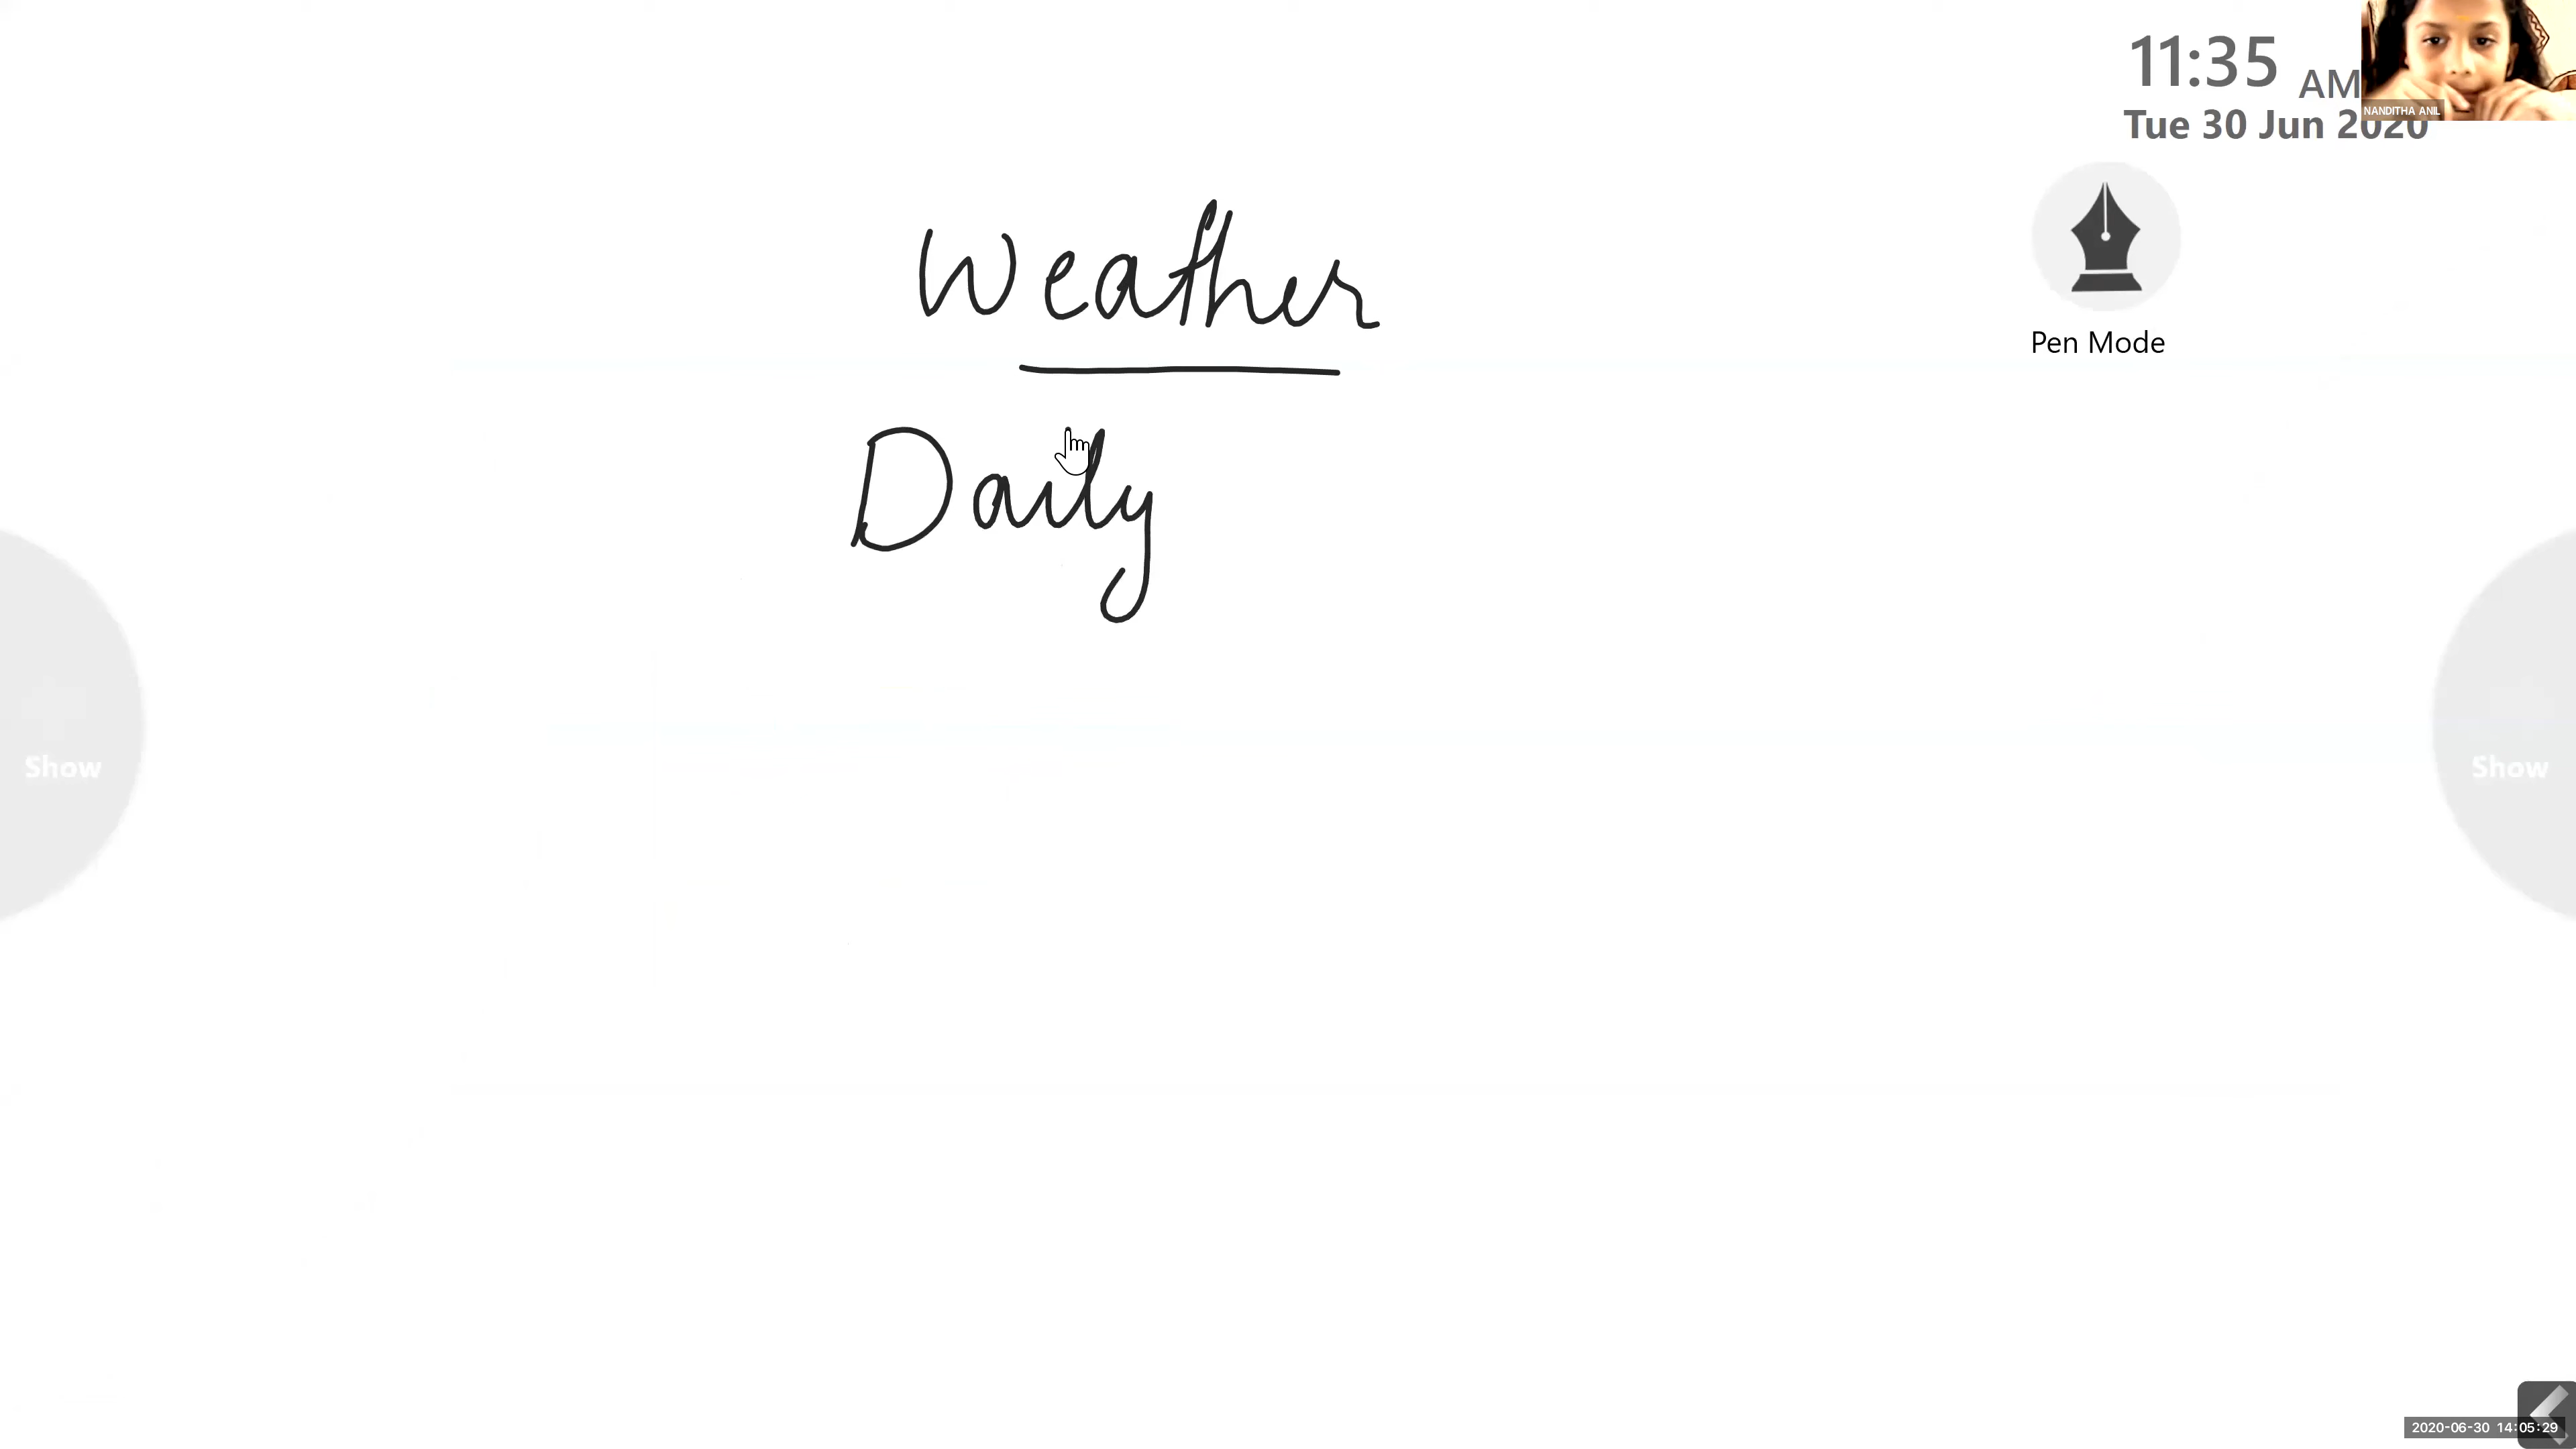 11:35 AM
NANDITHA ANIL
Tue 30 Jun 2020
Weather
Pen Mode
Daily
Show
Show
2020-06-30 14:05:29